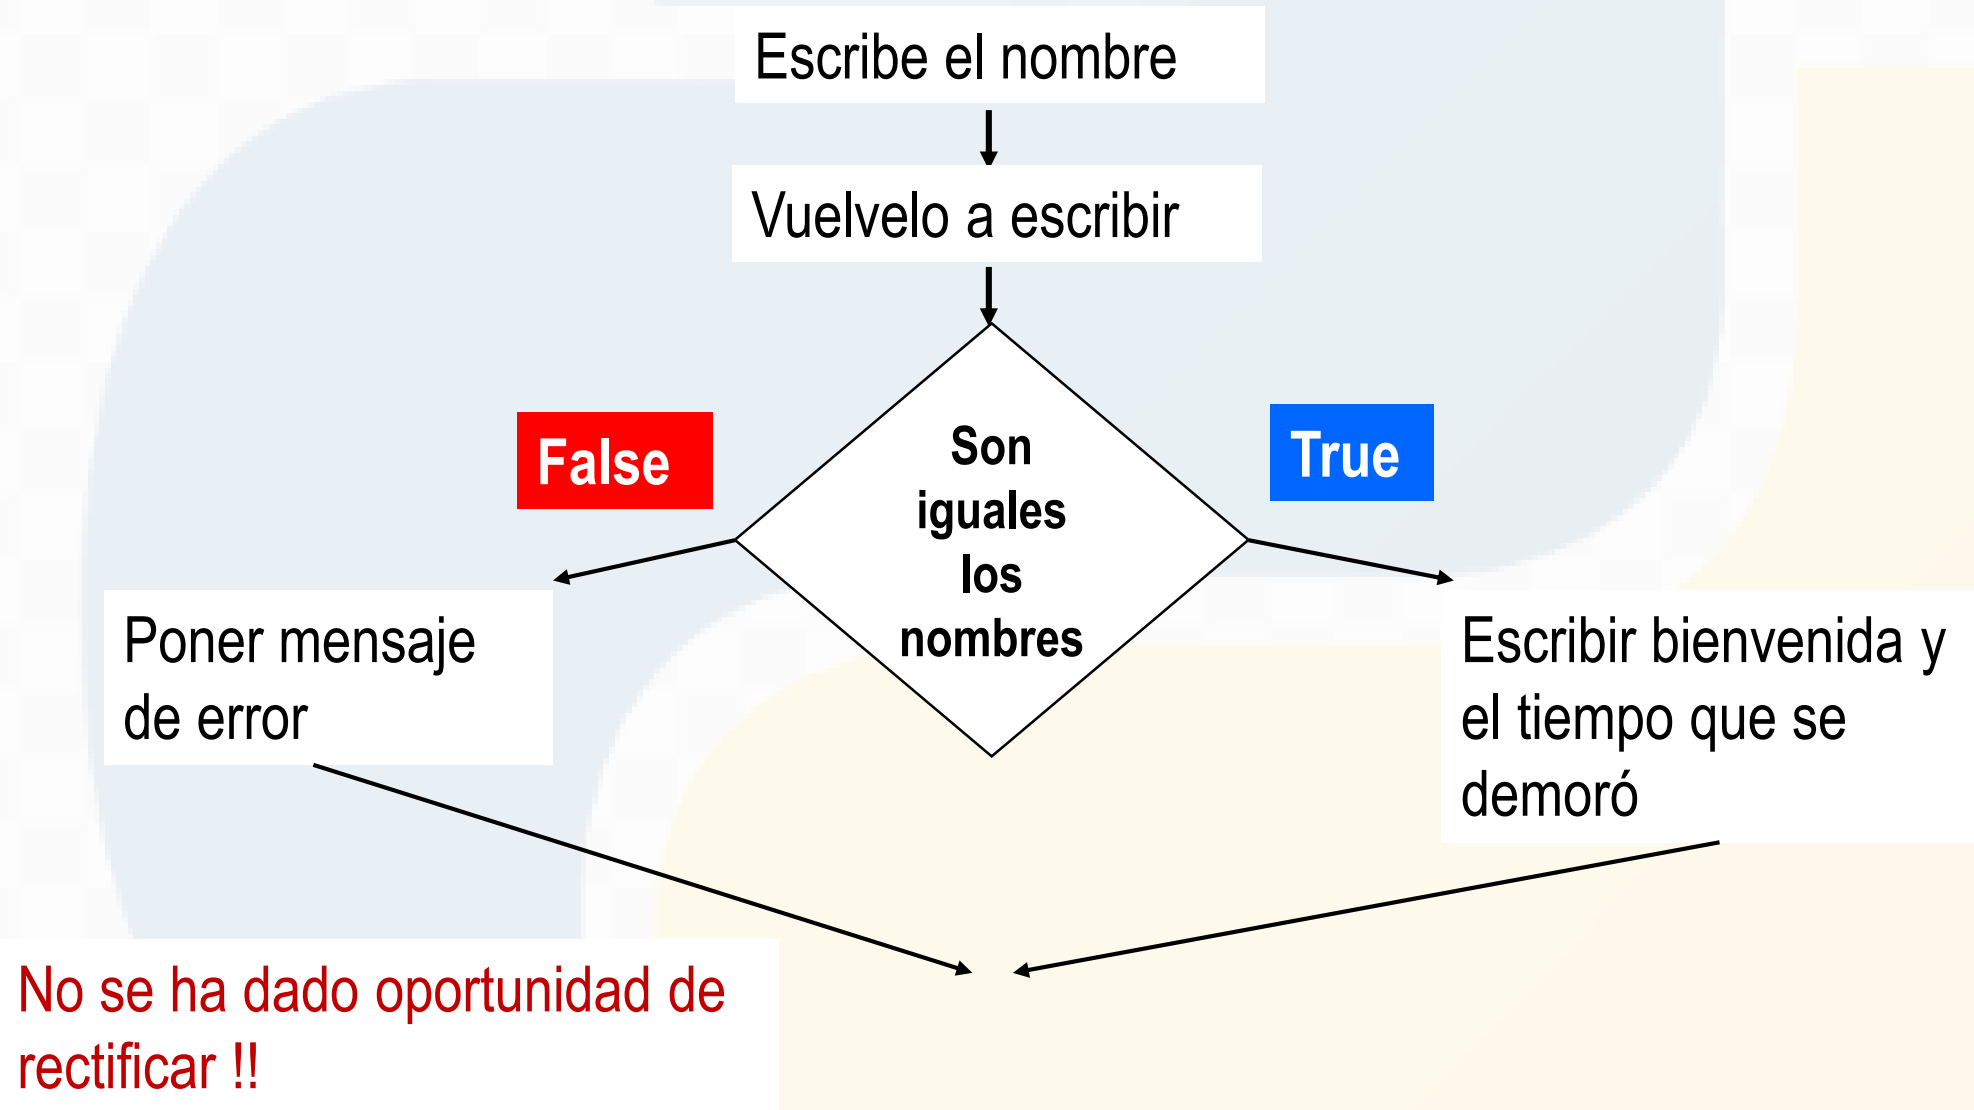 Escribe el nombre
Vuelvelo a escribir
False
True
Son
iguales
los
nombres
Poner mensaje
de error
Escribir bienvenida y
el tiempo que se
demoró
No se ha dado oportunidad de
rectificar !!